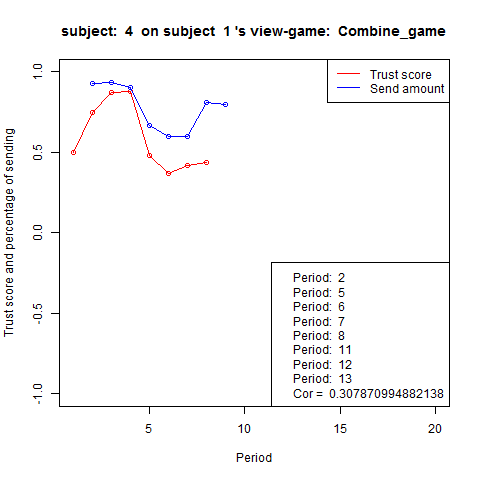 subject:  4  on subject  1 's view-game:  Combine_game
Trust score
Send amount
Trust score and percentage of sending
1.0
0.5
0.0
-0.5
-1.0
Period:  2
Period:  5
Period:  6
Period:  7
Period:  8
Period:  11
Period:  12
Period:  13
Cor =  0.307870994882138
5
10
15
20
Period